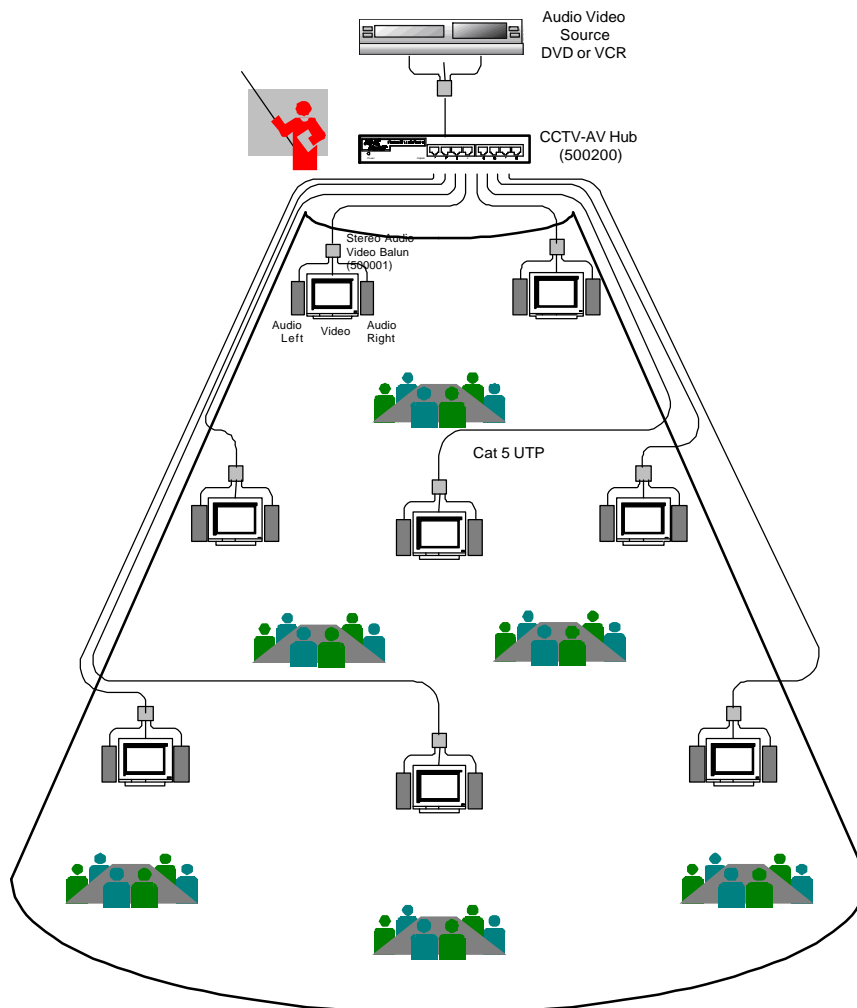 Audio Video
Source
DVD or VCR
CCTV-AV Hub
(500200)
Stereo Audio
Video Balun
(500001)
Audio
Left
Video
Audio
Right
Cat 5 UTP